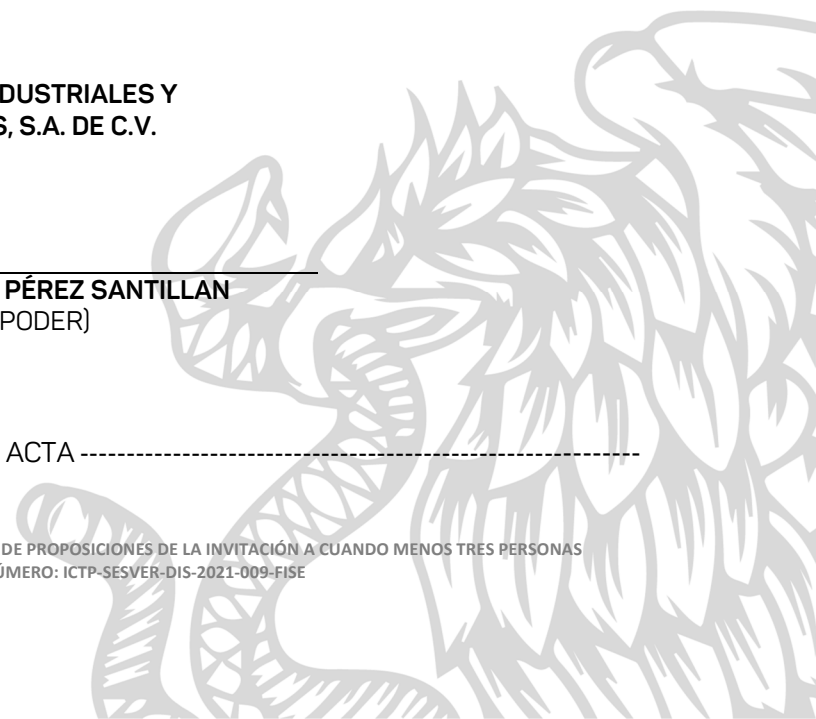 DUSTRIALES Y
S, S.A. DE C.V.
PÉREZ SANTILLAN
PODER)
ACTA -------------------------------------------------------------
DE PROPOSICIONES DE LA INVITACIÓN A CUANDO MENOS TRES PERSONAS
ÚMERO: ICTP-SESVER-DIS-2021-009-FISE